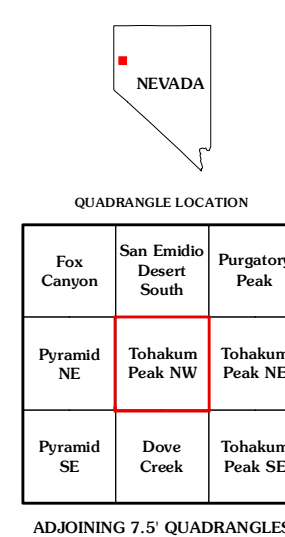 NEVADA
QUADRANGLE LOCATION
Fox
Canyon
San Emidio
Desert
South
Purgatory
Peak
Pyramid
NE
Tohakum
Peak NW
Tohakum
Peak NE
Pyramid
SE
Dove
Creek
Tohakum
Peak SE
ADJOINING 7.5' QUADRANGLES